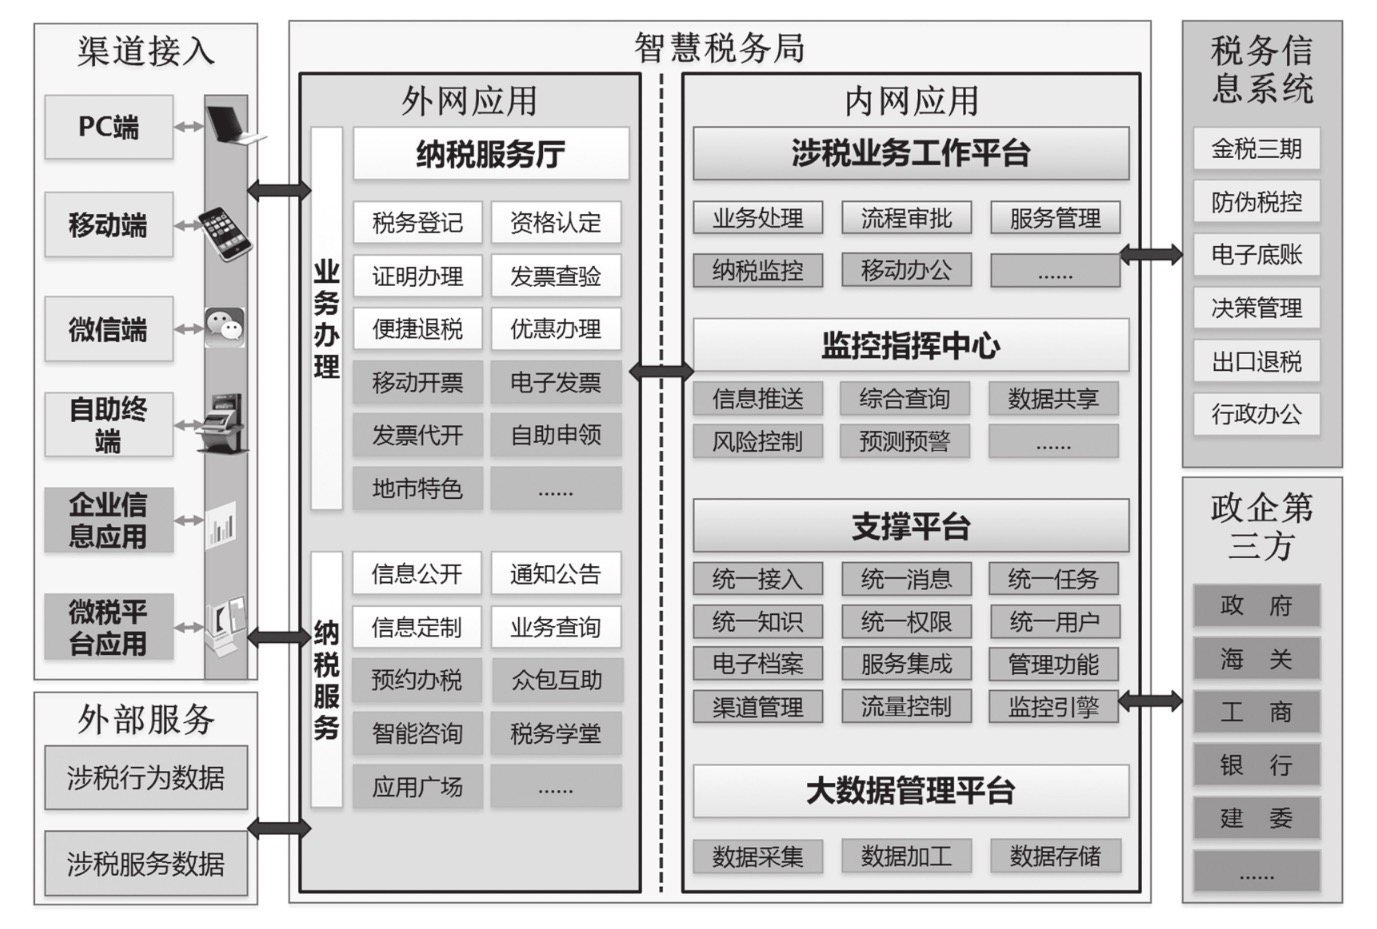 渠道接入
PC端
移动端
微信端
自助终
端
企业信
息应用
微税平
台应用
外部服务
涉税行为数据
涉税服务数据
智慧税务局
外网应用
业务办理
纳税服务厅
税务登记 资格认定
证明办理 发票查验
便捷退税 优惠办理
移动开票 电子发票
发票代开 自助申领
地市特色 ......
纳税服务
信息公开 通知公告
信息定制 业务查询
预约办税 众包互助
智能咨询 税务学堂
应用广场 ......
内网应用
涉税业务工作平台
业务处理 流程审批 服务管理
纳税监控 移动办公 ......
监控指挥中心
信息推送 综合查询 数据共享
风险控制 预测预警 ......
支撑平台
统一接入 统一消息 统一任务
统一知识 统一权限 统一用户
电子档案 服务集成 管理功能
渠道管理 流量控制 监控引擎
大数据管理平台
数据采集 数据加工 数据存储
税务信
息系统
金税三期
防伪税控
电子底账
决策管理
出口退税
行政办公
政企第
三方
政 府
海 关
工 商
银 行
建 委
......